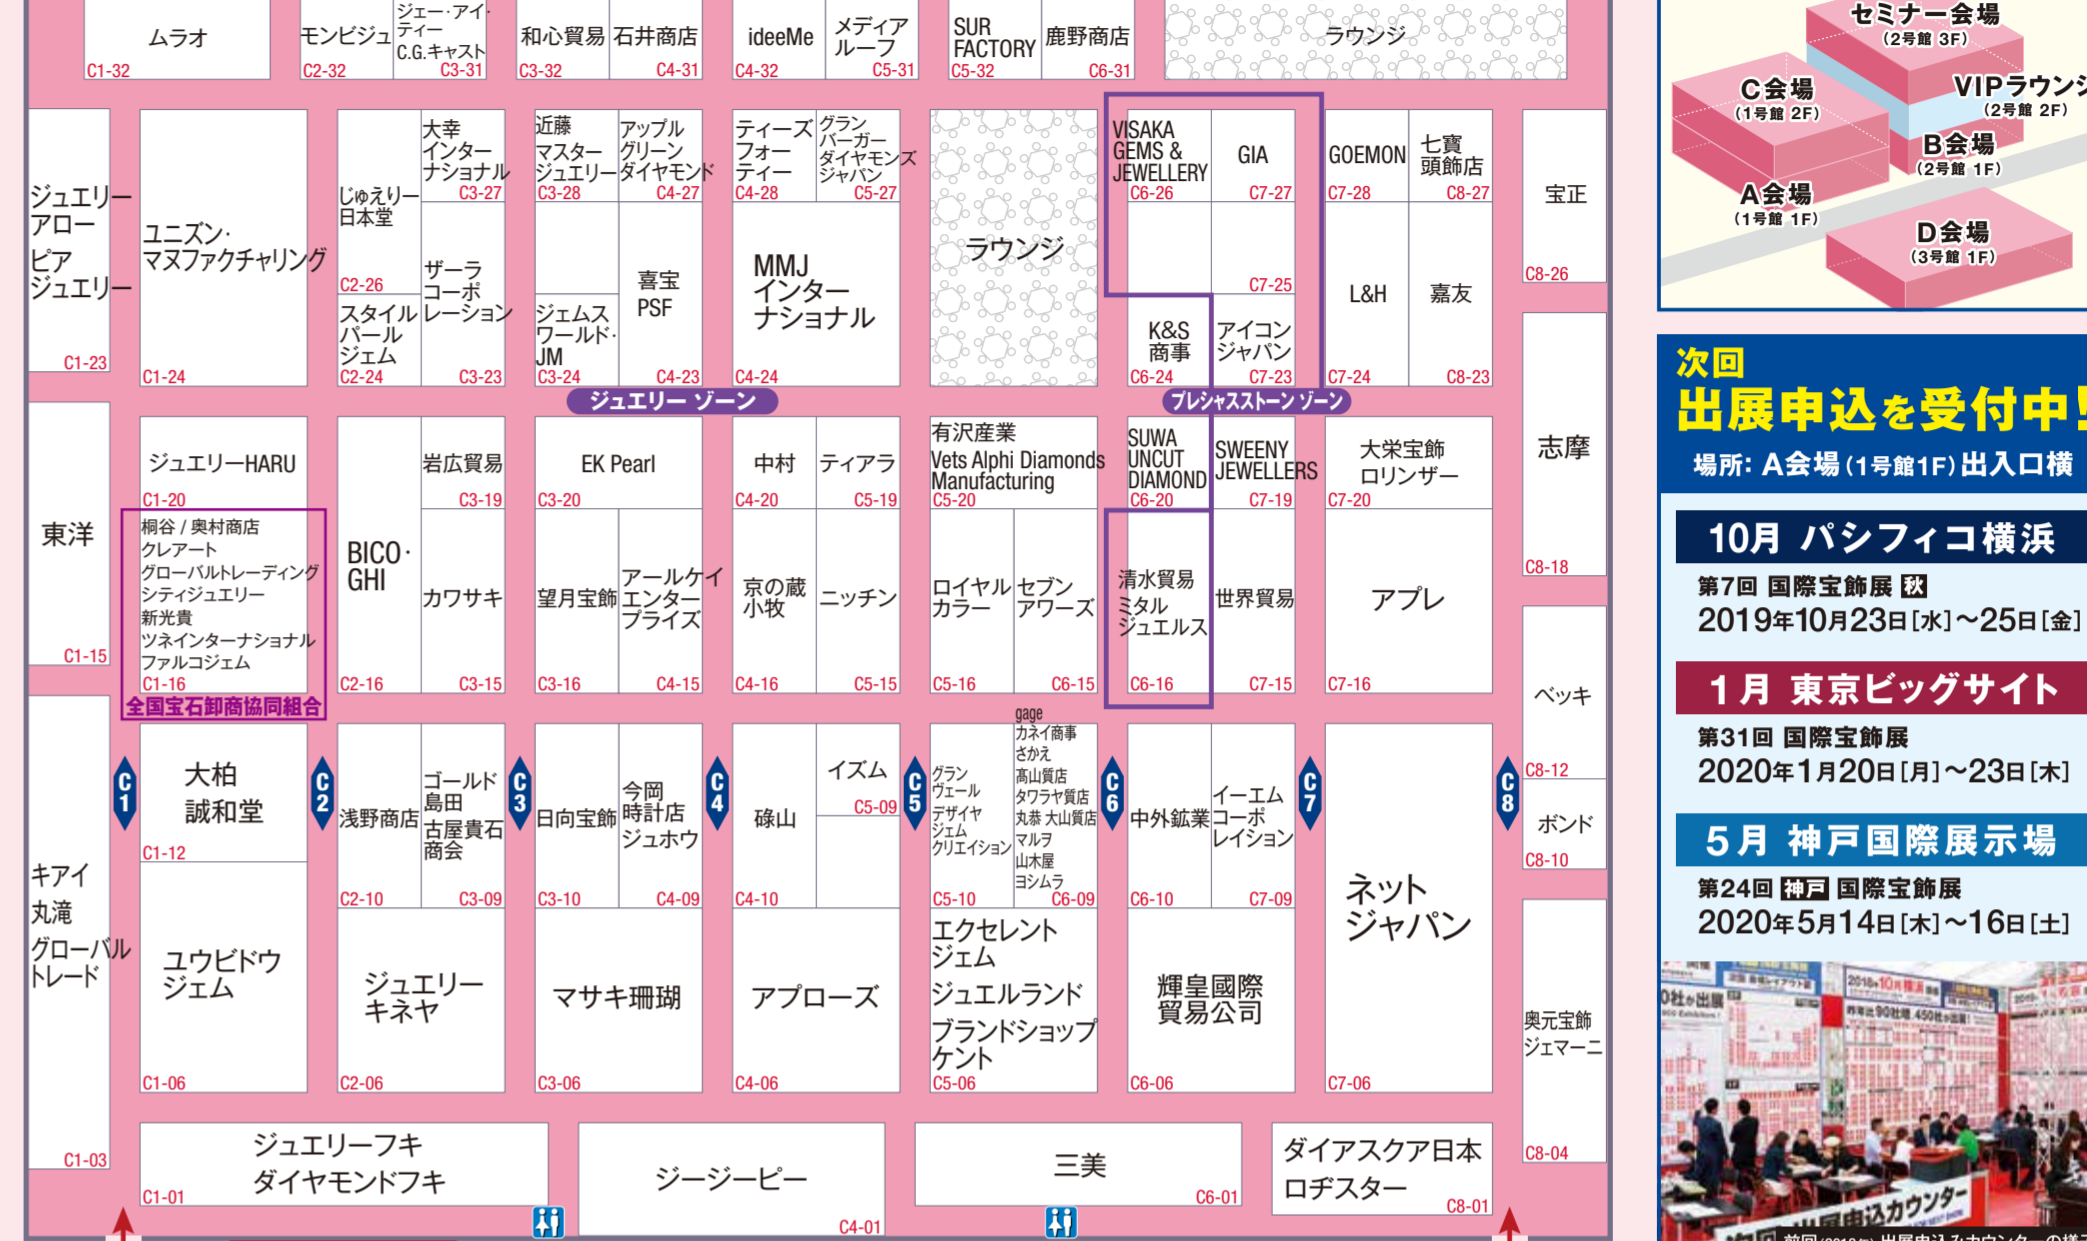 ムラオ
C1-32
モンビジュ
C2-32
ジェー・アイ・
ティー
C.G.キャスト
C3-31
和心貿易
C3-32
石井商店
C4-31
ideeMe
C4-32
メディア
ルーフ
C5-31
SUR
FACTORY
C5-32
鹿野商店
C6-31
ラウンジ
ジュエリー
アロー
ピア
ジュエリー
C1-23
ユニズン・
マヌファクチャリング
C1-24
じゅえりー
日本堂
C2-26
大幸
インター
ナショナル
C3-27
スタイル
パール
ジェム
C2-24
ザーラ
コーポ
レーション
C3-23
近藤
マスター
ジュエリー
C3-28
アップル
グリーン
ダイヤモンド
C4-27
ジェムス
ワールド・
JM
C3-24
喜宝
PSF
C4-23
ティーズ
フォー
ティー
C4-28
グラン
バーガー
ダイヤモンズ
ジャパン
C5-27
MMJ
インター
ナショナル
C4-24
ラウンジ
VISAKA
GEMS &
JEWELLERY
C6-26
GIA
C7-27
C7-25
K&S
商事
C6-24
アイコン
ジャパン
C7-23
GOEMON
C7-28
七寶
頭飾店
C8-27
L&H
C7-24
嘉友
C8-23
宝正
C8-26
ジュエリー ゾーン
プレシャスストーン ゾーン
東洋
C1-15
ジュエリーHARU
C1-20
桐谷 / 奥村商店
クレアート
グローバルトレーディング
シティジュエリー
新光貴
ツネインターナショナル
ファルコジェム
C1-16
全国宝石卸商協同組合
BICO・
GHI
C2-16
岩広貿易
C3-19
カワサキ
C3-15
EK Pearl
C3-20
望月宝飾
C3-16
アールケイ
エンター
プライズ
C4-15
中村
C4-20
ティアラ
C5-19
京の蔵
小牧
C4-16
ニッチン
C5-15
有沢産業
Vets Alphi Diamonds
Manufacturing
C5-20
ロイヤル
カラー
C5-16
セブン
アワーズ
C6-15
SUWA
UNCUT
DIAMOND
C6-20
SWEENY
JEWELLERS
C7-19
清水貿易
ミタル
ジュエルス
C6-16
世界貿易
C7-15
大栄宝飾
ロリンザー
C7-20
アプレ
C7-16
志摩
C8-18
ベッキ
C8-12
ボンド
C8-10
C1
C2
C3
C4
C5
C6
C7
C8
キアイ
丸滝
グローバル
トレード
C1-03
大柏
誠和堂
C1-12
ユウビドウ
ジェム
C1-06
浅野商店
C2-10
ゴールド
島田
古屋貴石
商会
C3-09
ジュエリー
キネヤ
C2-06
日向宝飾
C3-10
今岡
時計店
ジュホウ
C4-09
マサキ珊瑚
C3-06
碌山
C4-10
イズム
C5-09
アプローズ
C4-06
グラン
ヴェール
デザイヤ
ジェム
クリエイション
C5-10
gage
カネイ商事
さかえ
髙山質店
タワラヤ質店
丸恭 大山質店
マルヲ
山木屋
ヨシムラ
C6-09
エクセレント
ジェム
ジュエルランド
ブランドショップ
ケント
C5-06
中外鉱業
C6-10
イーエム
コーポ
レイション
C7-09
輝皇國際
貿易公司
C6-06
ネット
ジャパン
C7-06
奥元宝飾
ジェマーニ
C8-04
ジュエリーフキ
ダイヤモンドフキ
C1-01
ジージーピー
C4-01
三美
C6-01
ダイアスクア日本
ロヂスター
C8-01
セミナー会場
(2号館 3F)
C会場
(1号館 2F)
VIPラウンジ
(2号館 2F)
B会場
(2号館 1F)
A会場
(1号館 1F)
D会場
(3号館 1F)
次回
出展申込を受付中!
場所: A会場(1号館1F)出入口横
10月 パシフィコ横浜
第7回 国際宝飾展 秋
2019年10月23日[水]～25日[金]
1月 東京ビッグサイト
第31回 国際宝飾展
2020年1月20日[月]～23日[木]
5月 神戸国際展示場
第24回 神戸 国際宝飾展
2020年5月14日[木]～16日[土]
出展申込カウンター